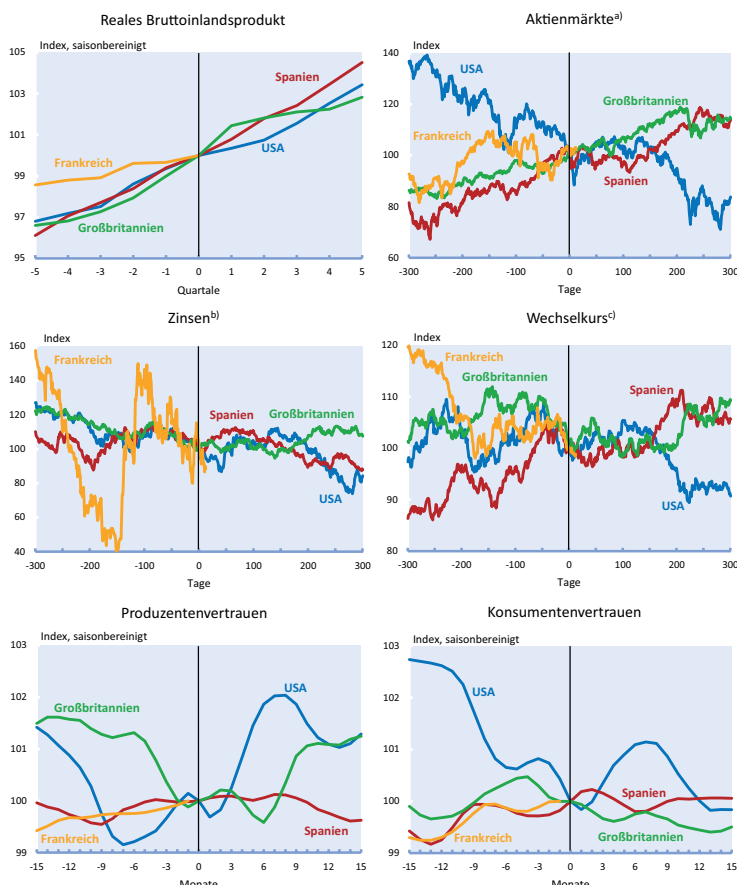 Reales Bruttoinlandsprodukt
Index, saisonbereinigt
105
103
101
99
97
95
Spanien
USA
Frankreich
Großbritannien
-5 -4 -3 -2 -1 0 1 2 3 4 5
Quartale
Aktienmärkte a)
Index
140
120
100
80
60
USA
Großbritannien
Frankreich
Spanien
-300 -200 -100 0 100 200 300
Tage
Zinsen b)
Index
160
140
120
100
80
60
40
Frankreich
Spanien
Großbritannien
USA
-300 -200 -100 0 100 200 300
Tage
Wechselkurs c)
Index
120
110
100
90
80
Frankreich
Großbritannien
Spanien
USA
-300 -200 -100 0 100 200 300
Tage
Produzentenvertrauen
Index, saisonbereinigt
103
102
101
100
99
USA
Großbritannien
Frankreich
Spanien
-15 -12 -9 -6 -3 0 3 6 9 12 15
Monate
Konsumentenvertrauen
Index, saisonbereinigt
103
102
101
100
99
USA
Spanien
Frankreich
Großbritannien
-15 -12 -9 -6 -3 0 3 6 9 12 15
Monate